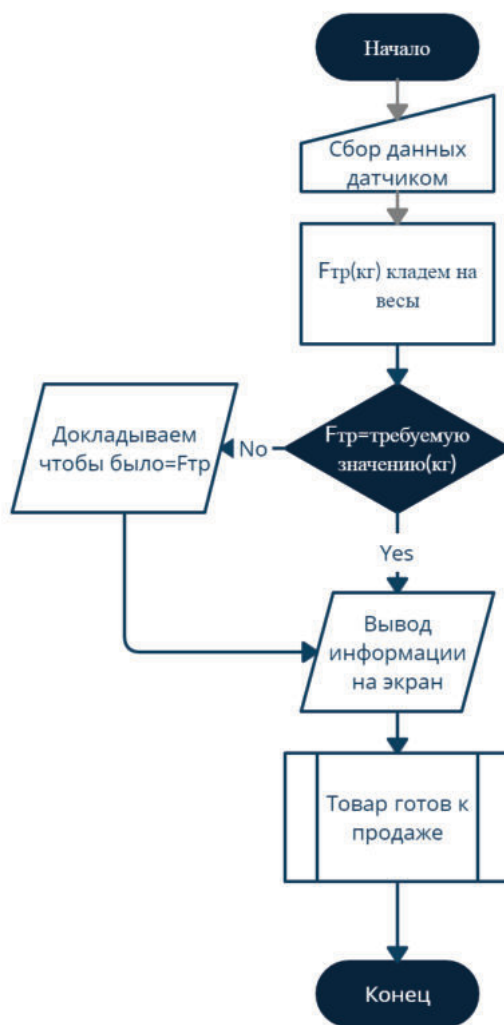 Начало
Сбор данных
датчиком
Fтр(кг) кладем на
весы
Fтр=требуемую
значению(кг)
No
Докладываем
чтобы было=Fтр
Yes
Вывод
информации
на экран
Товар готов к
продаже
Конец